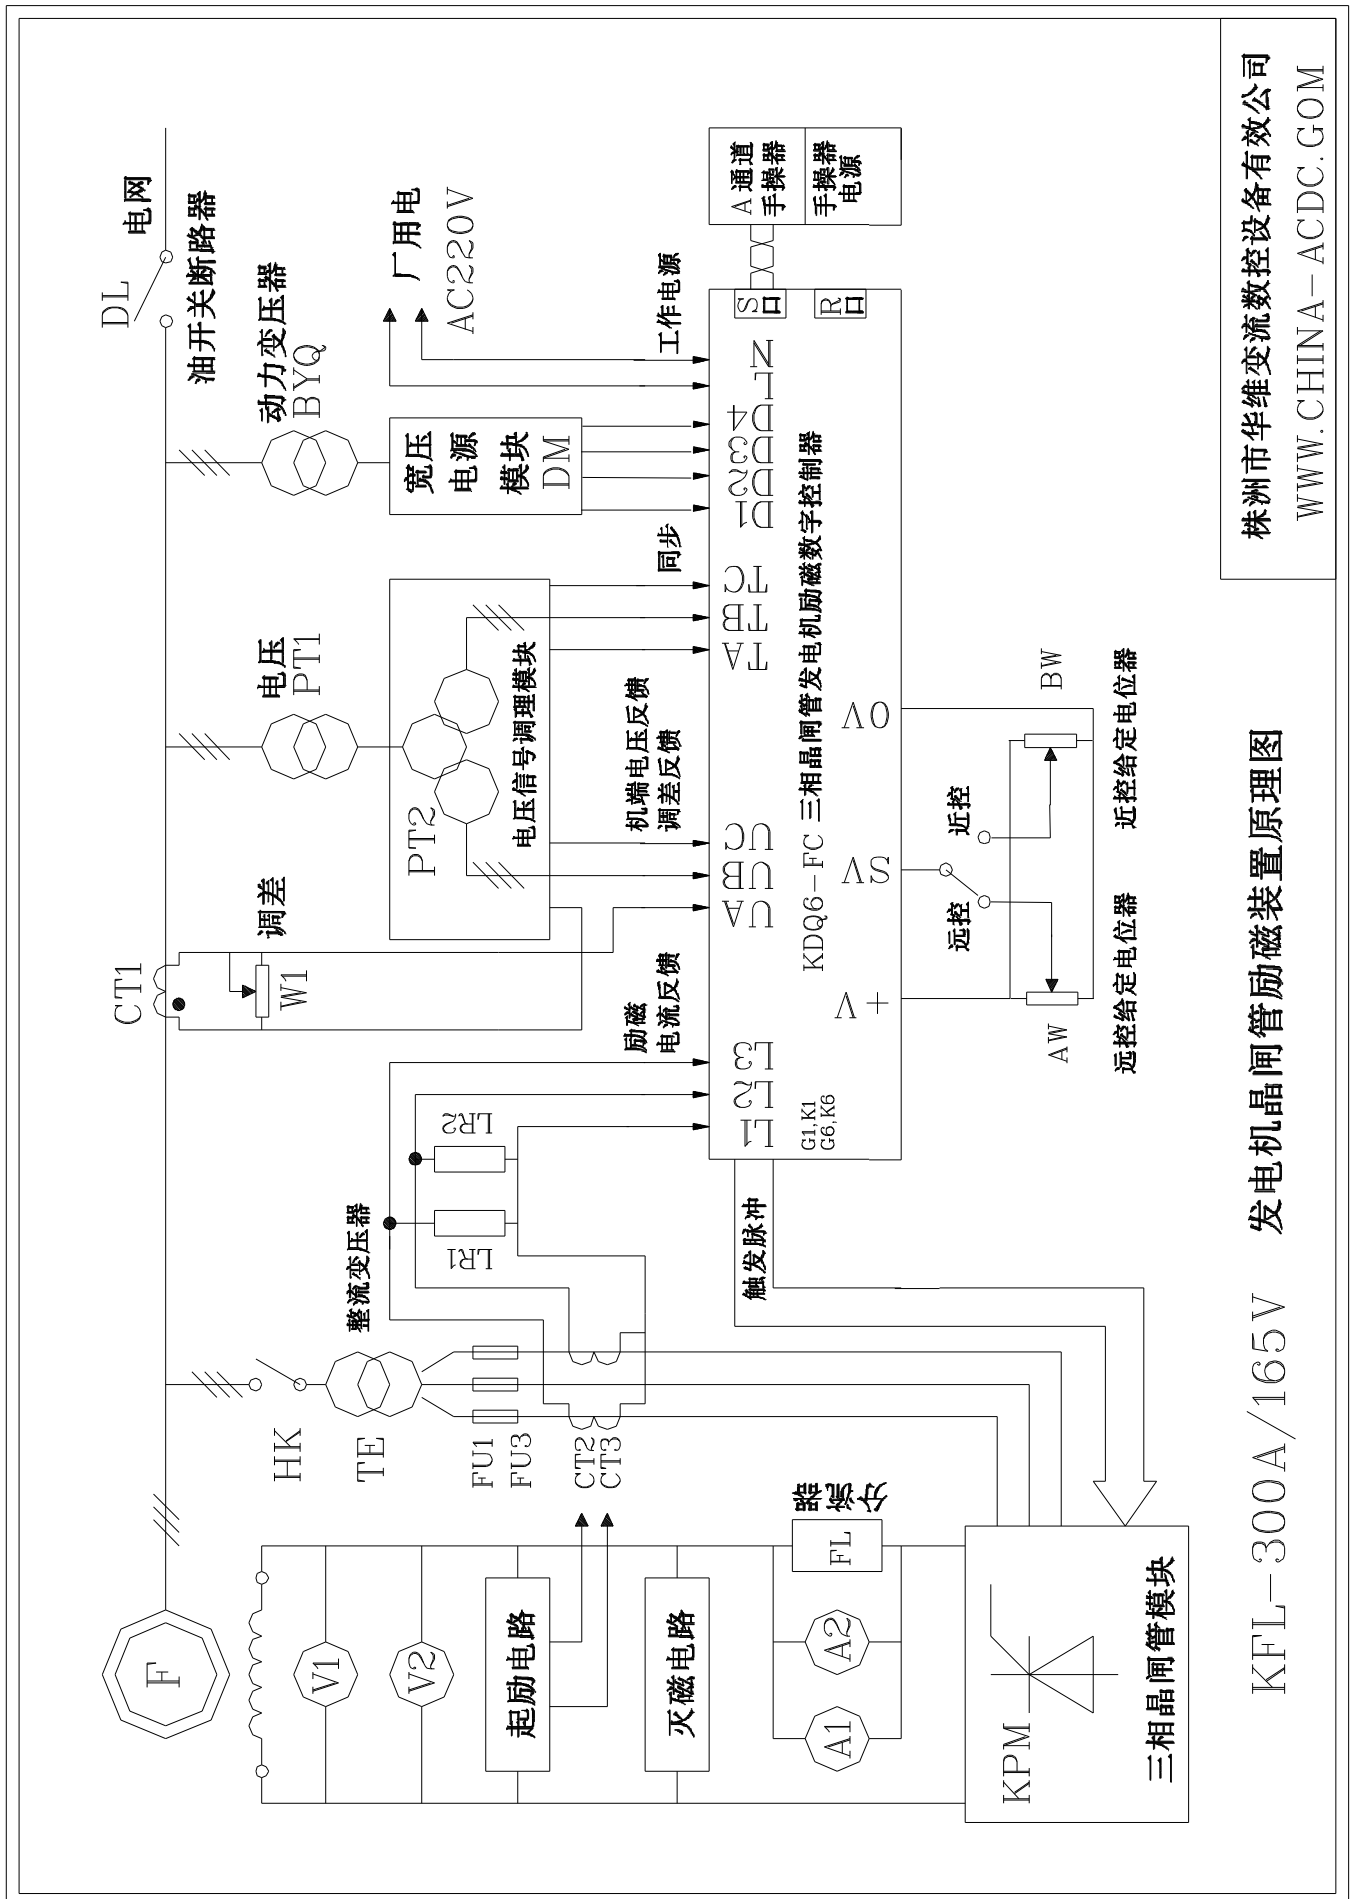 电网
DL
油开关断路器
动力变压器
BYQ
厂用电
AC220V
宽压
电源
模块
DM
工作电源
A通道
手操器
手操器
电源
S口
R口
电压
PT1
PT2
电压信号调理模块
同步
机端电压反馈
调差反馈
调差
CT1
W1
励磁
电流反馈
L1
L2
L3
UA
UB
UC
TA
TB
TC
D1
D2
D3
D4
L
N
KDQ6-FC 三相晶闸管发电机励磁数字控制器
G1,K1
G6,K6
+V
SV
0V
远控
近控
AW
BW
远控给定电位器
近控给定电位器
LR1
LR2
整流变压器
触发脉冲
HK
TE
FU1
FU3
CT2
CT3
F
V1
V2
起励电路
灭磁电路
A1
A2
FL
分流器
KPM
三相晶闸管模块
KFL-300A/165V 发电机晶闸管励磁装置原理图
株洲市华维变流数控设备有效公司
WWW.CHINA-ACDC.GOM